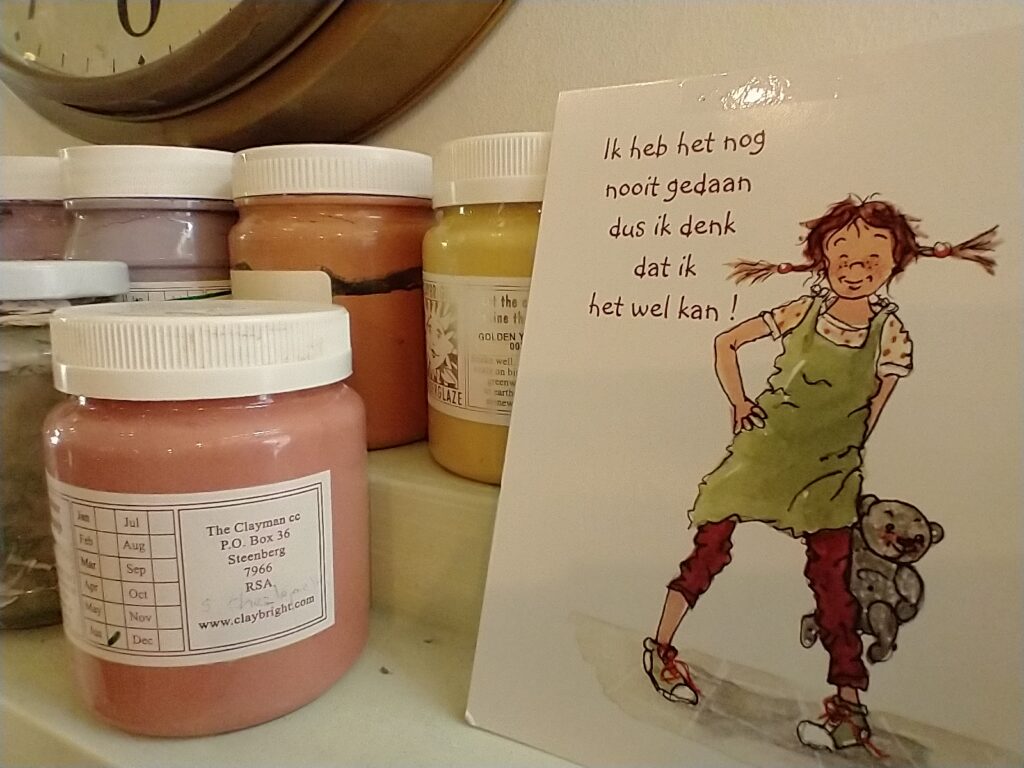 0
Ik heb het nog
nooit gedaan
dus ik denk
dat ik
het wel kan !
GOLDEN
GLAZE
Jan Jul
Feb Aug
Mar Sep
Apr Oct
May Nov
Jun Dec
The Clayman cc
P.O. Box 36
Steenberg
7966
RSA
www.claybright.com